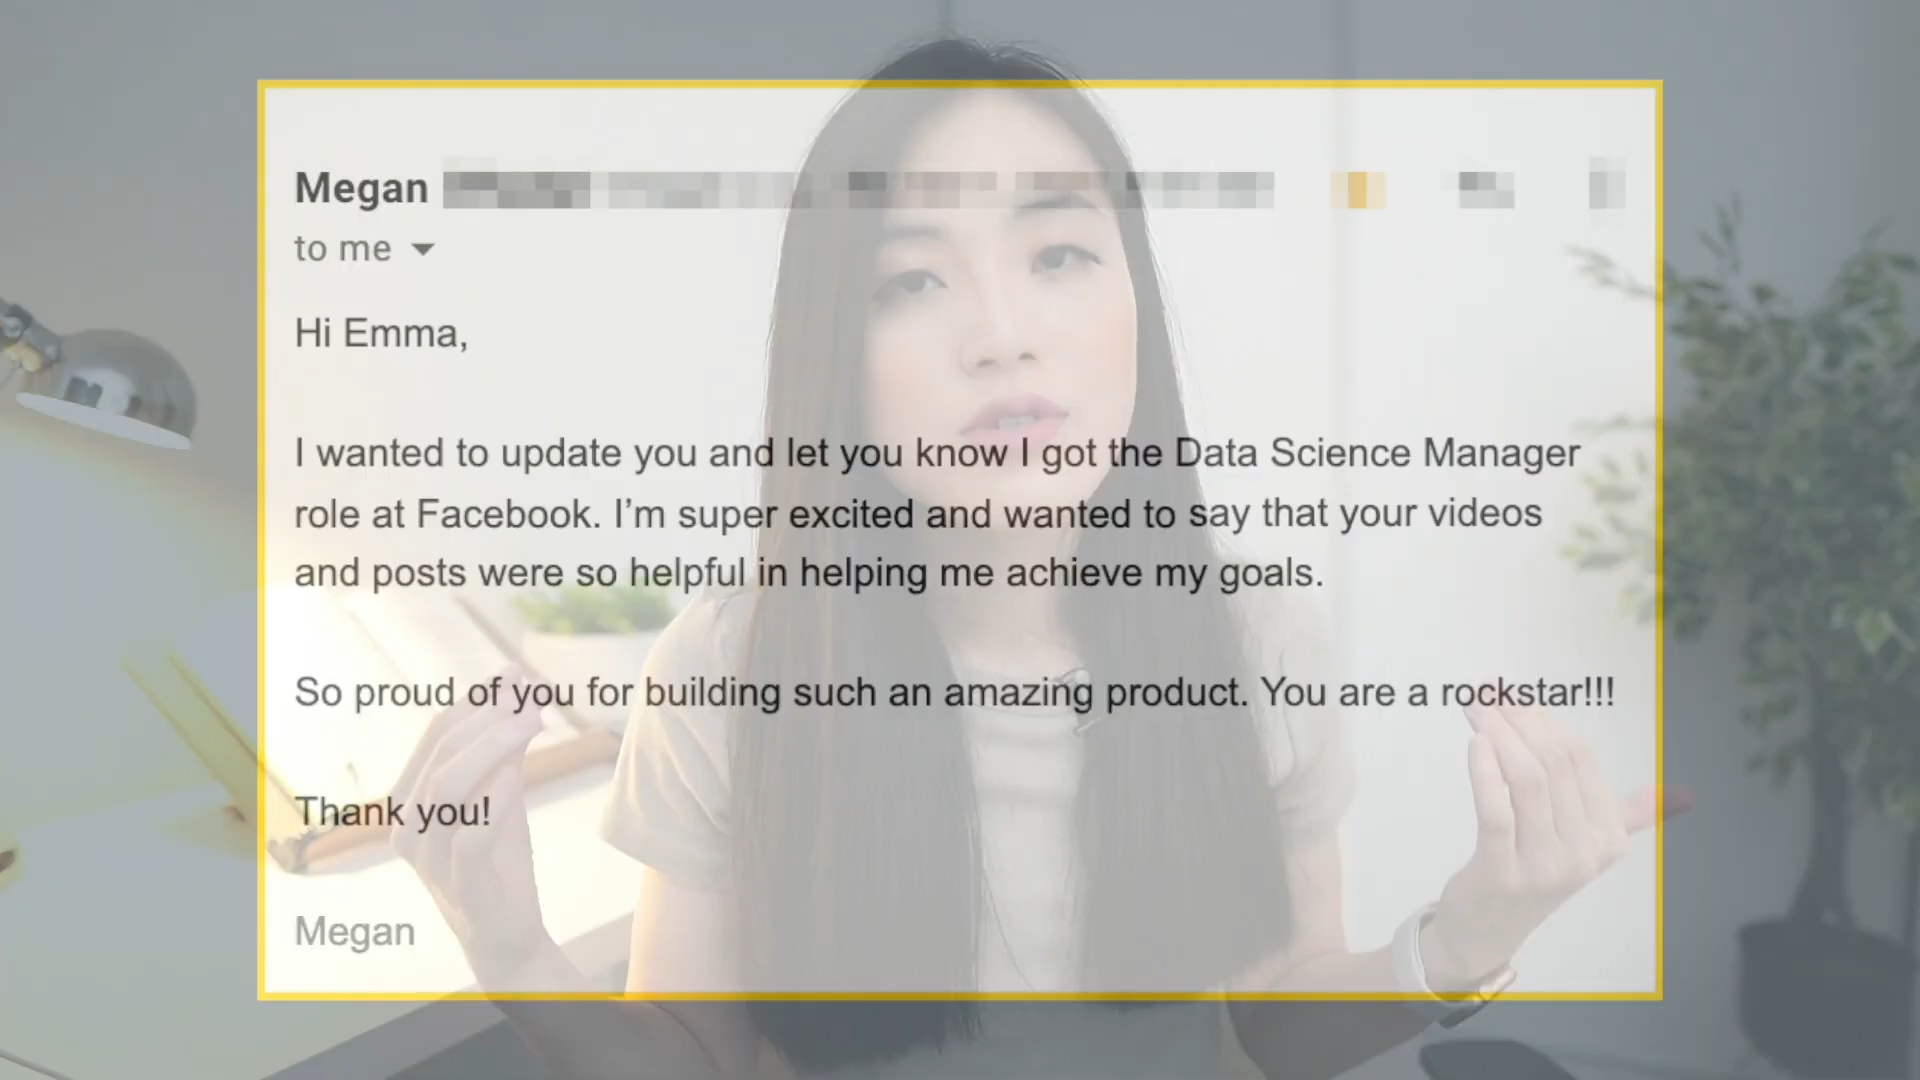 Megan
to me
Hi Emma,
I wanted to update you and let you know I got the Data Science Manager
role at Facebook. I’m super excited and wanted to say that your videos
and posts were so helpful in helping me achieve my goals.
So proud of you for building such an amazing product. You are a rockstar!!!
Thank you!
Megan